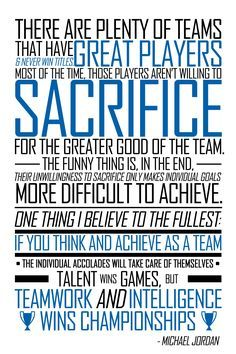 THERE ARE PLENTY OF TEAMS
THAT HAVE GREAT PLAYERS
& NEVER WIN TITLES.
MOST OF THE TIME, THOSE PLAYERS AREN'T WILLING TO
SACRIFICE
FOR THE GREATER GOOD OF THE TEAM.
THE FUNNY THING IS, IN THE END,
THEIR UNWILLINGNESS TO SACRIFICE ONLY MAKES INDIVIDUAL GOALS
MORE DIFFICULT TO ACHIEVE.
ONE THING I BELIEVE TO THE FULLEST:
IF YOU THINK AND ACHIEVE AS A TEAM
• THE INDIVIDUAL ACCOLADES WILL TAKE CARE OF THEMSELVES •
TALENT WINS GAMES, BUT
TEAMWORK AND INTELLIGENCE
WINS CHAMPIONSHIPS
- MICHAEL JORDAN